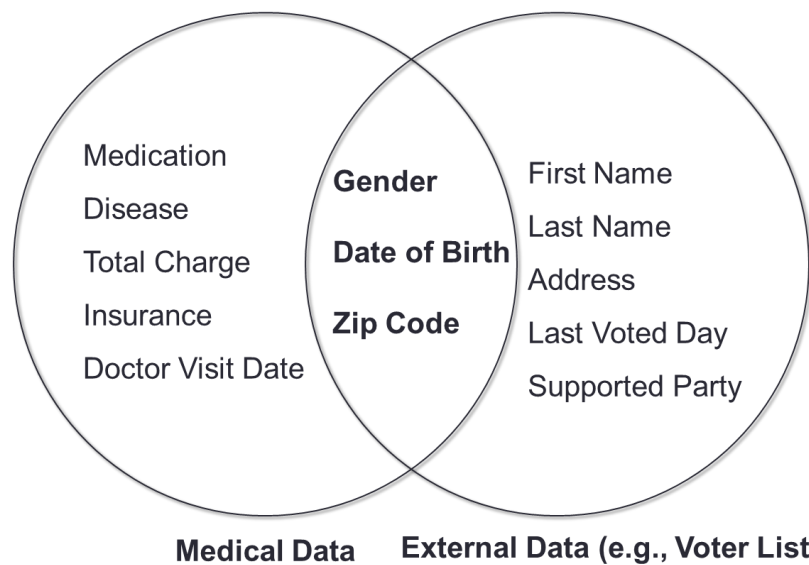 Medication
Disease
Total Charge
Insurance
Doctor Visit Date
Gender
Date of Birth
Zip Code
First Name
Last Name
Address
Last Voted Day
Supported Party
Medical Data
External Data (e.g., Voter List